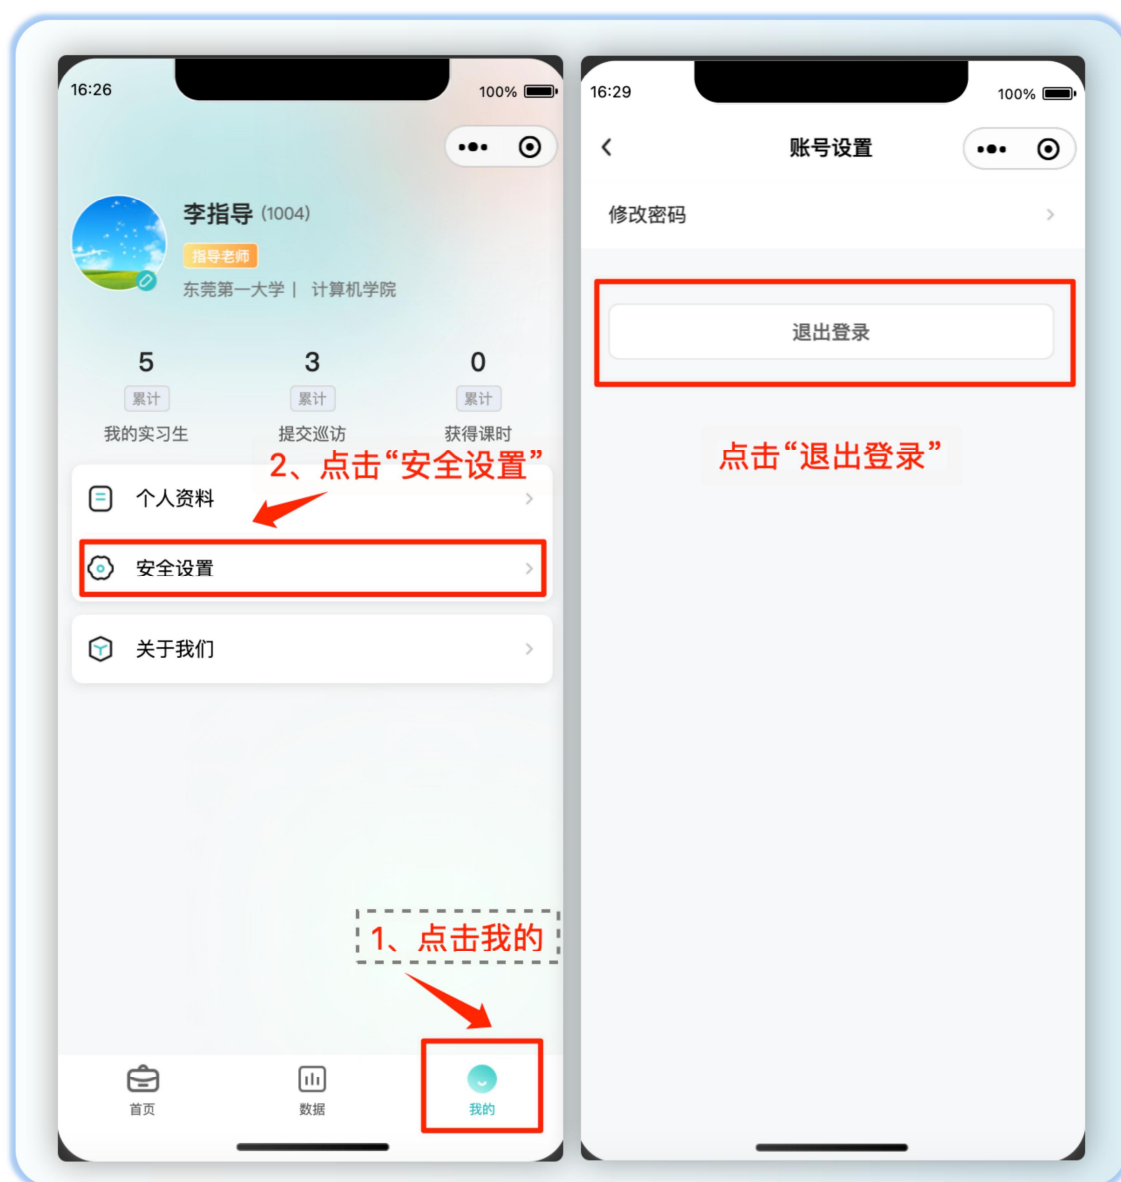 16:26
100%
李指导 (1004)
指导老师
东莞第一大学 | 计算机学院
5
3
0
累计
累计
累计
我的实习生
提交巡访
获得课时
2、点击“安全设置”
个人资料
安全设置
关于我们
1、点击我的
首页
数据
我的
16:29
100%
账号设置
修改密码
退出登录
点击“退出登录”